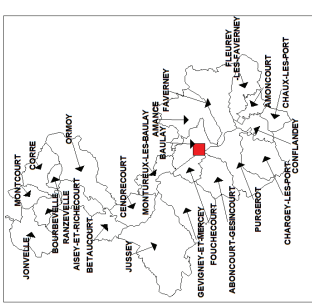 JONVELLE
MONTCOURT
CORRE
BOURBEVELLE
RANZEVELLE
ORMOY
AISEY-ET-RICHECOURT
BETAUCOURT
CENDRECOURT
JUSSEY
MONTUREUX-LES-BAULAY
AMANCE
BAULAY
FAVERNEY
FLEUREY
-LES-FAVERNEY
GEVIGNEY-ET-MERCEY
FOUCHECOURT
ABONCOURT-GESINCOURT
PURGEROT
CHARGEY-LES-PORT
CONFLANDEY
AMONCOURT
CHAUX-LES-PORT